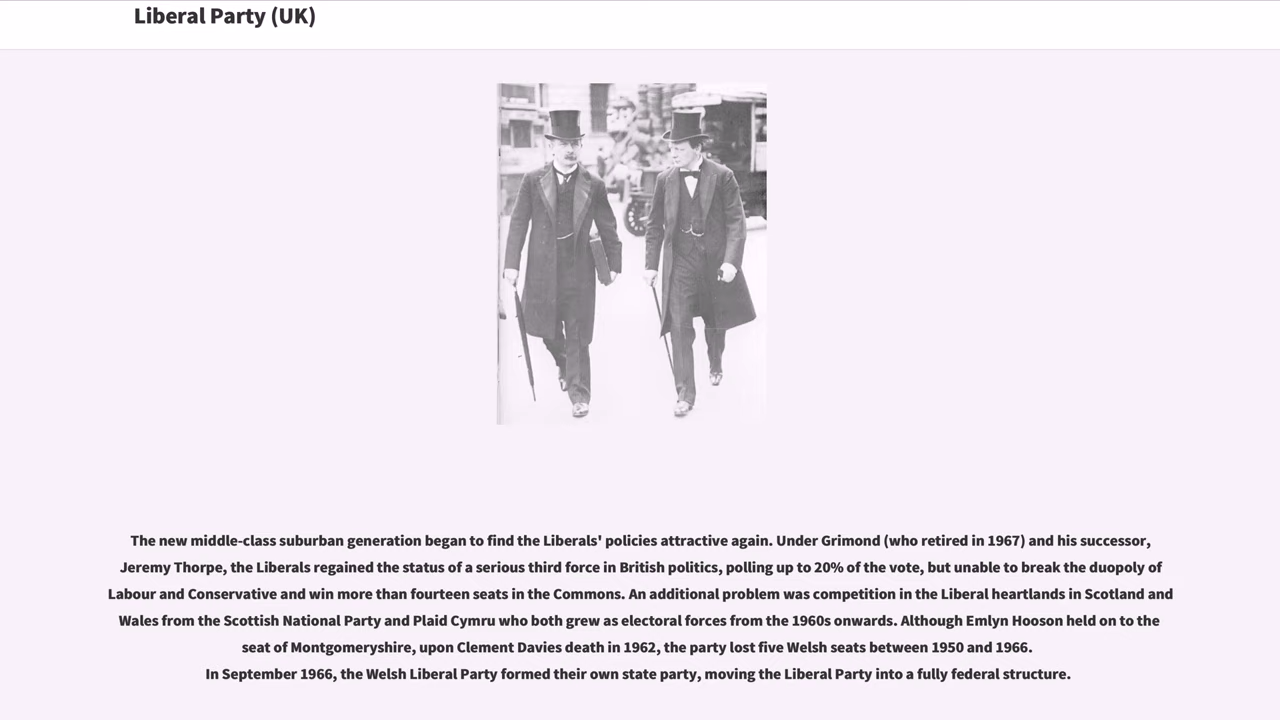 Liberal Party (UK)
The new middle-class suburban generation began to find the Liberals' policies attractive again. Under Grimond (who retired in 1967) and his successor,
Jeremy Thorpe, the Liberals regained the status of a serious third force in British politics, polling up to 20% of the vote, but unable to break the duopoly of
Labour and Conservative and win more than fourteen seats in the Commons. An additional problem was competition in the Liberal heartlands in Scotland and
Wales from the Scottish National Party and Plaid Cymru who both grew as electoral forces from the 1960s onwards. Although Emlyn Hooson held on to the
seat of Montgomeryshire, upon Clement Davies death in 1962, the party lost five Welsh seats between 1950 and 1966.
In September 1966, the Welsh Liberal Party formed their own state party, moving the Liberal Party into a fully federal structure.